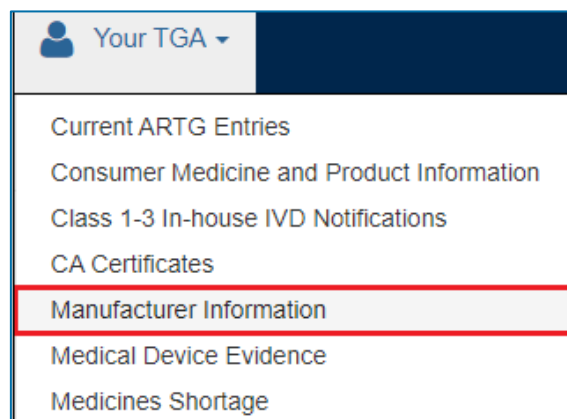 Your TGA
Current ARTG Entries
Consumer Medicine and Product Information
Class 1-3 In-house IVD Notifications
CA Certificates
Manufacturer Information
Medical Device Evidence
Medicines Shortage